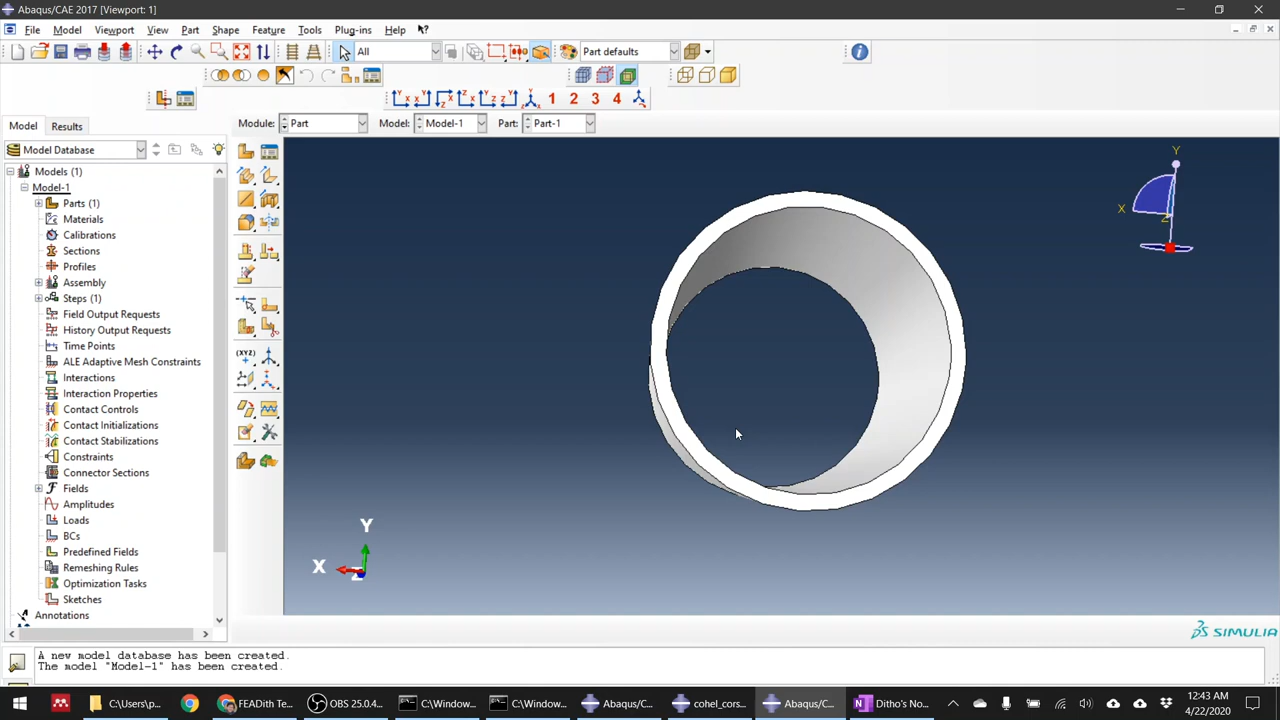 Abaqus/CAE 2017 [Viewport: 1]
File Model Viewport View Part Shape Feature Tools Plug-ins Help
All
Part defaults
1 2 3 4
Model Results
Module: Part Model: Model-1 Part: Part-1
Model Database
Models (1)
Model-1
Parts (1)
Materials
Calibrations
Sections
Profiles
Assembly
Steps (1)
Field Output Requests
History Output Requests
Time Points
ALE Adaptive Mesh Constraints
Interactions
Interaction Properties
Contact Controls
Contact Initializations
Contact Stabilizations
Constraints
Connector Sections
Fields
Amplitudes
Loads
BCs
Predefined Fields
Remeshing Rules
Optimization Tasks
Sketches
Annotations
(XYZ)
Y
X
Z
Y
X
Z
SIMULIA
A new model database has been created.
The model "Model-1" has been created.
C:\Users\p...
FEADith Te...
OBS 25.0.4...
C:\Window...
C:\Window...
Abaqus/C...
cohel_cors...
Abaqus/C...
Ditho's No...
12:43 AM
4/22/2020